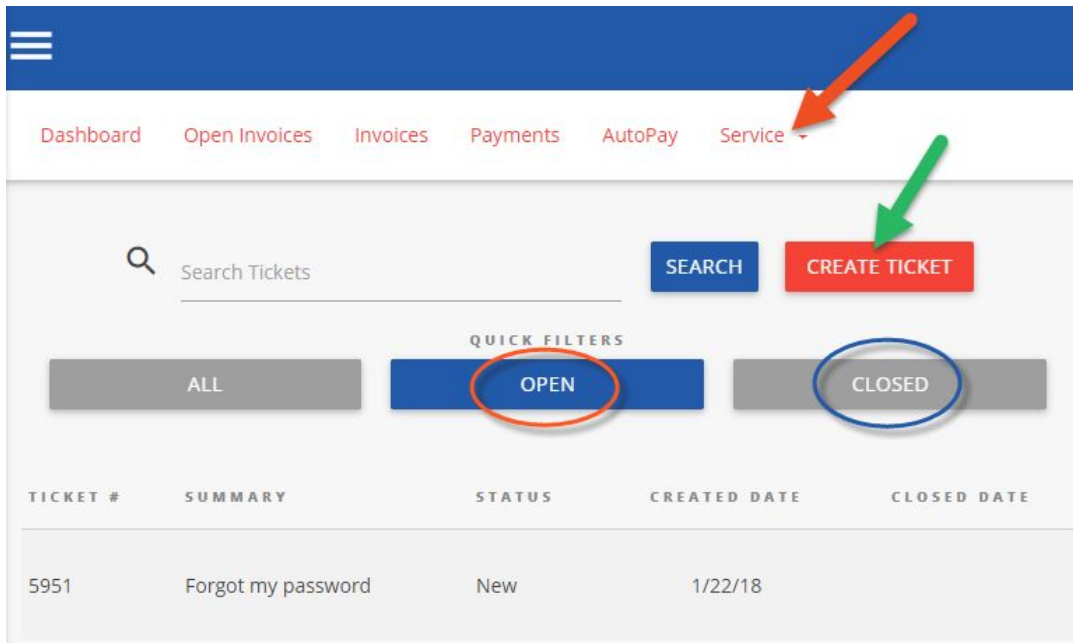 Dashboard Open Invoices Invoices Payments AutoPay Service
Search Tickets SEARCH CREATE TICKET
QUICK FILTERS
ALL OPEN CLOSED
TICKET # SUMMARY STATUS CREATED DATE CLOSED DATE
5951 Forgot my password New 1/22/18